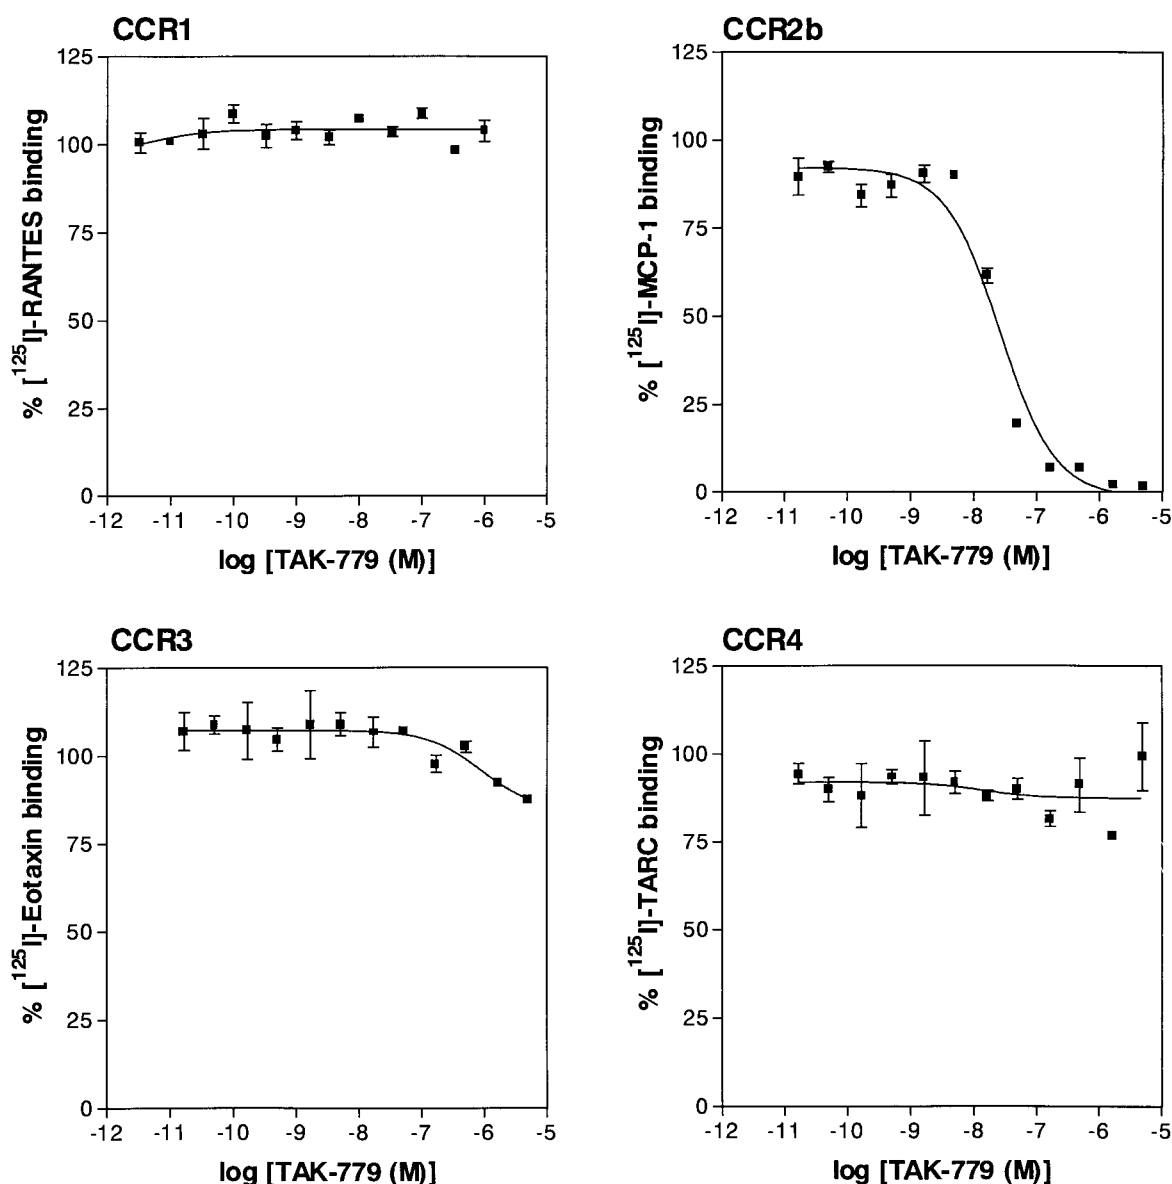 CCR1
125
100
75
50
25
0
% [125I]-RANTES binding
-12 -11 -10 -9 -8 -7 -6 -5
log [TAK-779 (M)]
CCR2b
125
100
75
50
25
0
% [125I]-MCP-1 binding
-12 -11 -10 -9 -8 -7 -6 -5
log [TAK-779 (M)]
CCR3
125
100
75
50
25
0
% [125I]-Eotaxin binding
-12 -11 -10 -9 -8 -7 -6 -5
log [TAK-779 (M)]
CCR4
125
100
75
50
25
0
% [125I]-TARC binding
-12 -11 -10 -9 -8 -7 -6 -5
log [TAK-779 (M)]